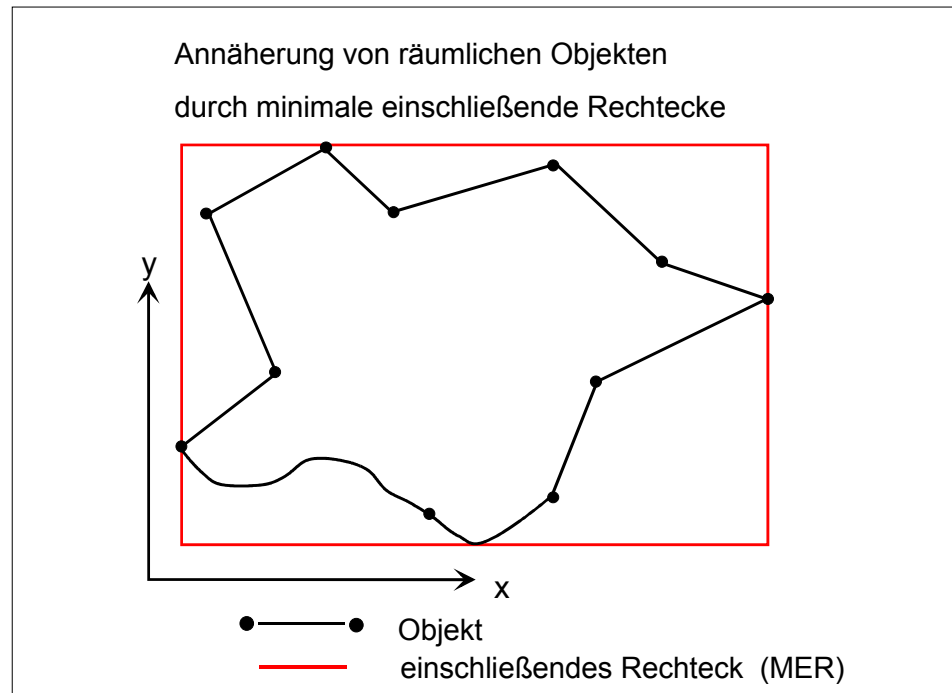 Annäherung von räumlichen Objekten
durch minimale einschließende Rechtecke
y
x
Objekt
einschließendes Rechteck (MER)